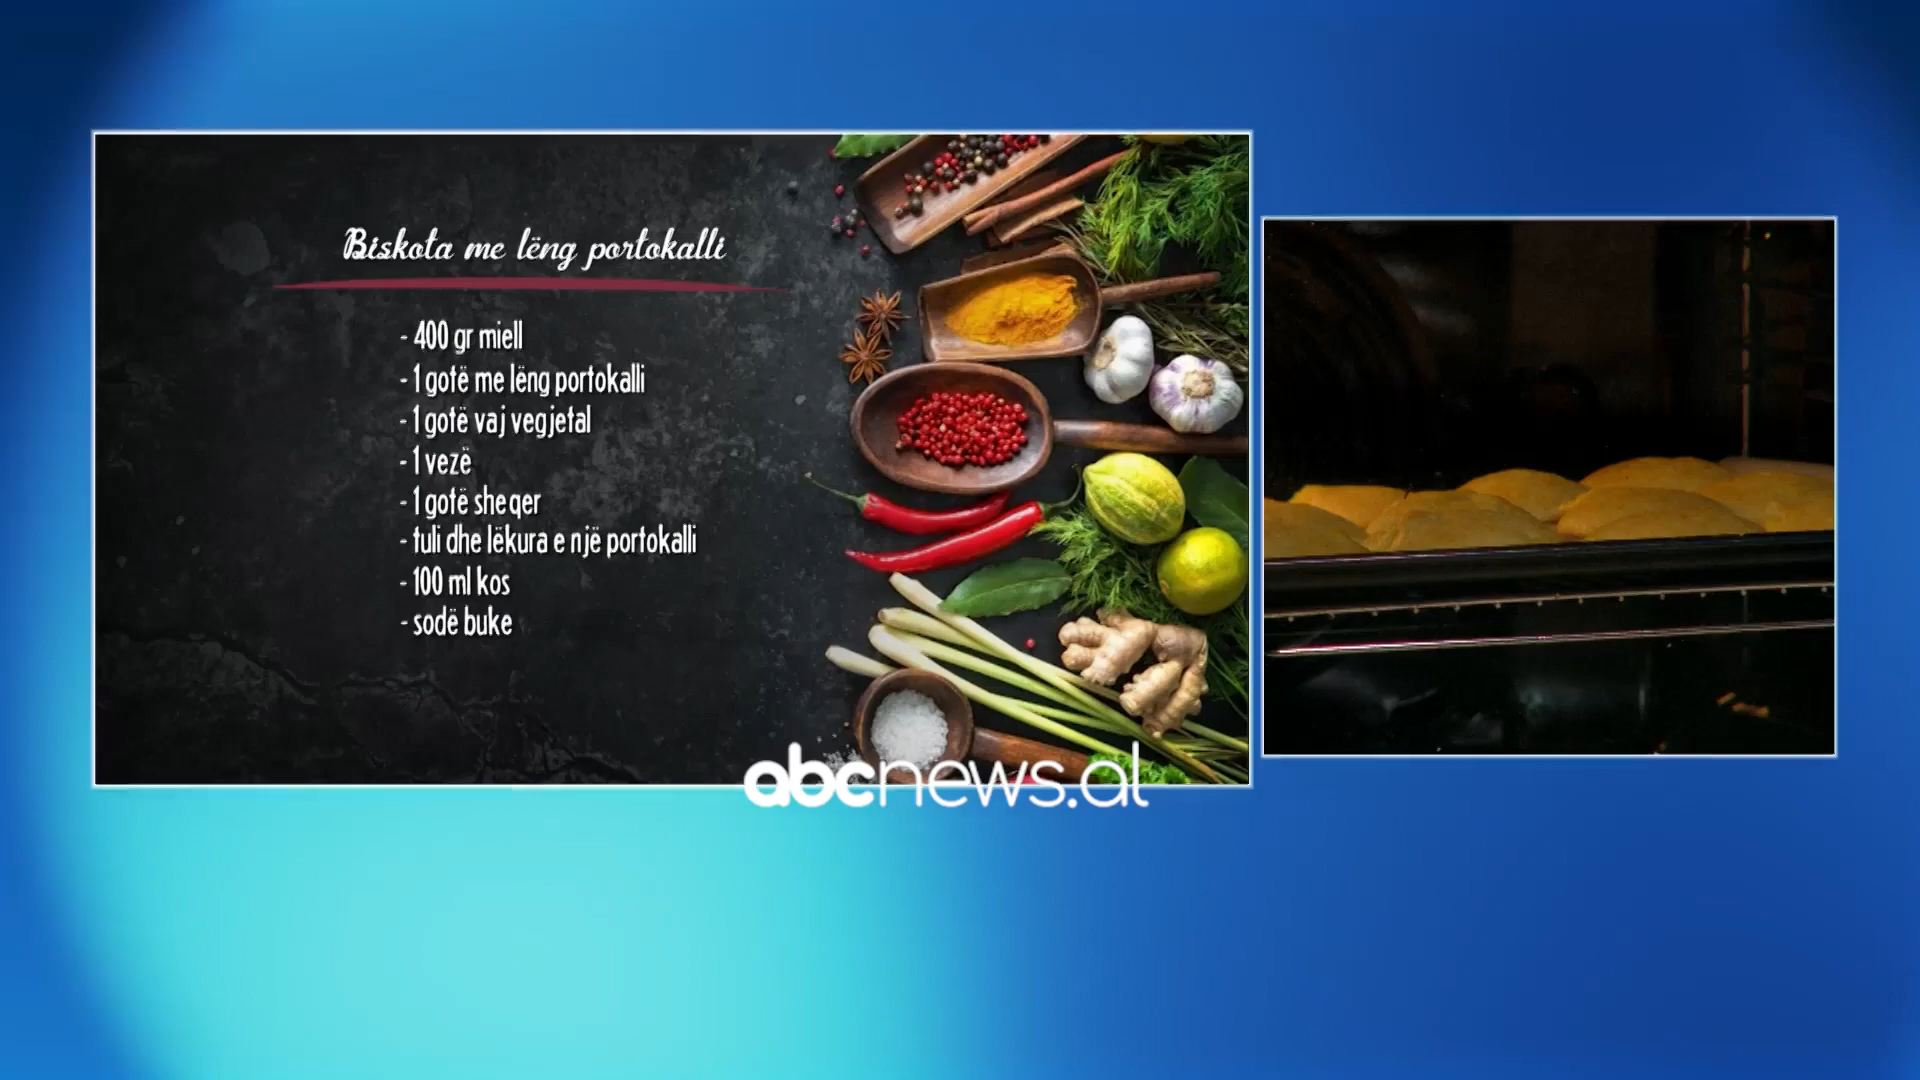 Biskota me lëng portokalli
- 400 gr miell
- 1 gotë me lëng portokalli
- 1 gotë vaj vegjetal
- 1 vezë
- 1 gotë sheqer
- tuli dhe lëkura e një portokalli
- 100 ml kos
- sodë buke
abcnews.al